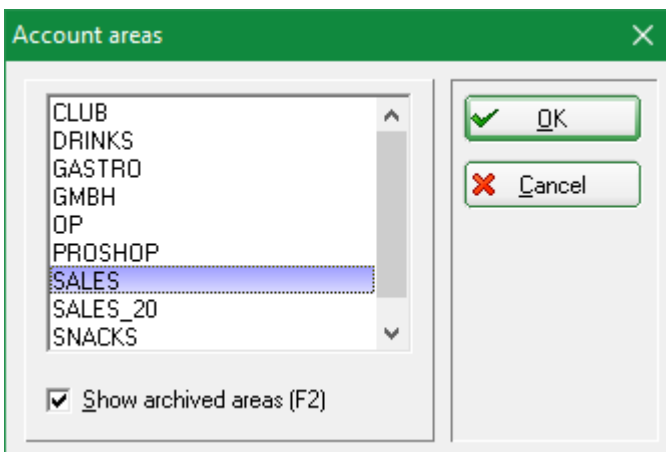 Account areas
CLUB
DRINKS
GASTRO
GMBH
OP
PROSHOP
SALES
SALES_20
SNACKS
Show archived areas (F2)
OK
Cancel